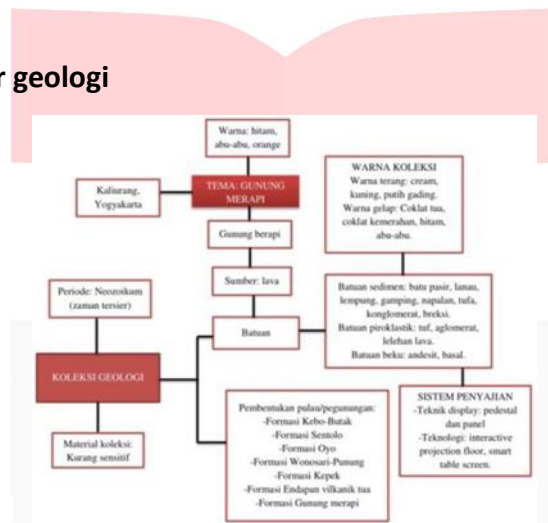 geologi
Warna: hitam,
abu-abu, orange
TEMA: GUNUNG
MERAPI
Kaliurang,
Yogyakarta
Gunung berapi
Sumber: lava
Batuan
WARNA KOLEKSI
Warna terang: cream,
kuning, putih gading.
Warna gelap: Coklat tua,
coklat kemerahan, hitam,
abu-abu.
Periode: Neozoikum
(zaman tersier)
KOLEKSI GEOLOGI
Material koleksi:
Kurang sensitif
Batuan sedimen: batu pasir, lanau,
lempung, gamping, napalan, tufa,
konglomerat, breksi.
Batuan piroklastik: tuf, aglomerat,
lelehan lava.
Batuan beku: andesit, basal.
Pembentukan pulau/pegunungan:
-Formasi Kebo-Butak
-Formasi Sentolo
-Formasi Oyo
-Formasi Wonosari-Punung
-Formasi Kepek
-Formasi Endapan vilkanik tua
-Formasi Gunung merapi
SISTEM PENYAJIAN
-Teknik display: pedestal
dan panel
-Teknologi: interactive
projection floor, smart
table screen.